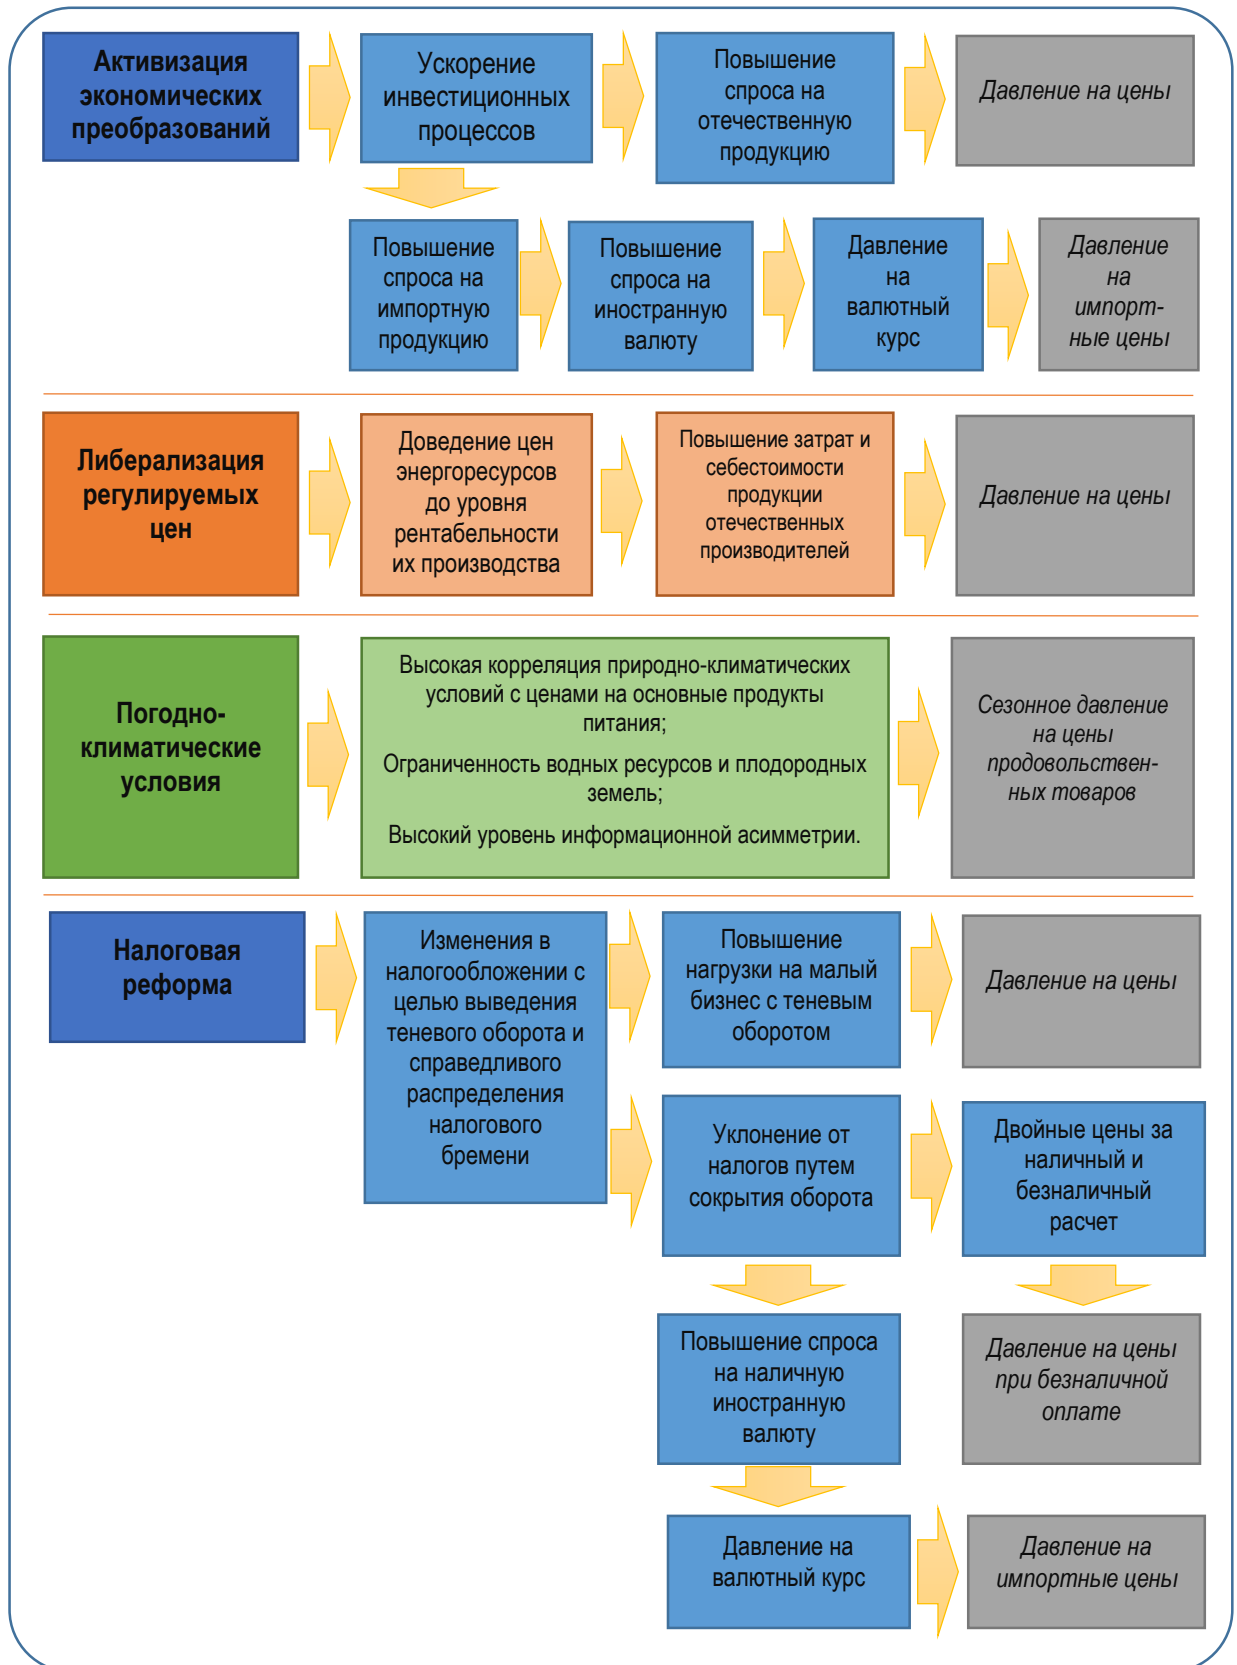 Активизация
экономических
преобразований
Ускорение
инвестиционных
процессов
Повышение
спроса на
отечественную
продукцию
Давление на цены
Повышение
спроса на
импортную
продукцию
Повышение
спроса на
иностранную
валюту
Давление
на
валютный
курс
Давление
на
импорт-
ные цены
Либерализация
регулируемых
цен
Доведение цен
энергоресурсов
до уровня
рентабельности
их производства
Повышение затрат и
себестоимости
продукции
отечественных
производителей
Давление на цены
Погодно-
климатические
условия
Высокая корреляция природно-климатических
условий с ценами на основные продукты
питания;
Ограниченность водных ресурсов и плодородных
земель;
Высокий уровень информационной асимметрии.
Сезонное давление
на цены
продовольствен-
ных товаров
Налоговая
реформа
Изменения в
налогообложении с
целью выведения
теневого оборота и
справедливого
распределения
налогового
бремени
Повышение
нагрузки на малый
бизнес с теневым
оборотом
Давление на цены
Уклонение от
налогов путем
сокрытия оборота
Двойные цены за
наличный и
безналичный
расчет
Повышение спроса
на наличную
иностранную
валюту
Давление на цены
при безналичной
оплате
Давление на
валютный курс
Давление на
импортные цены